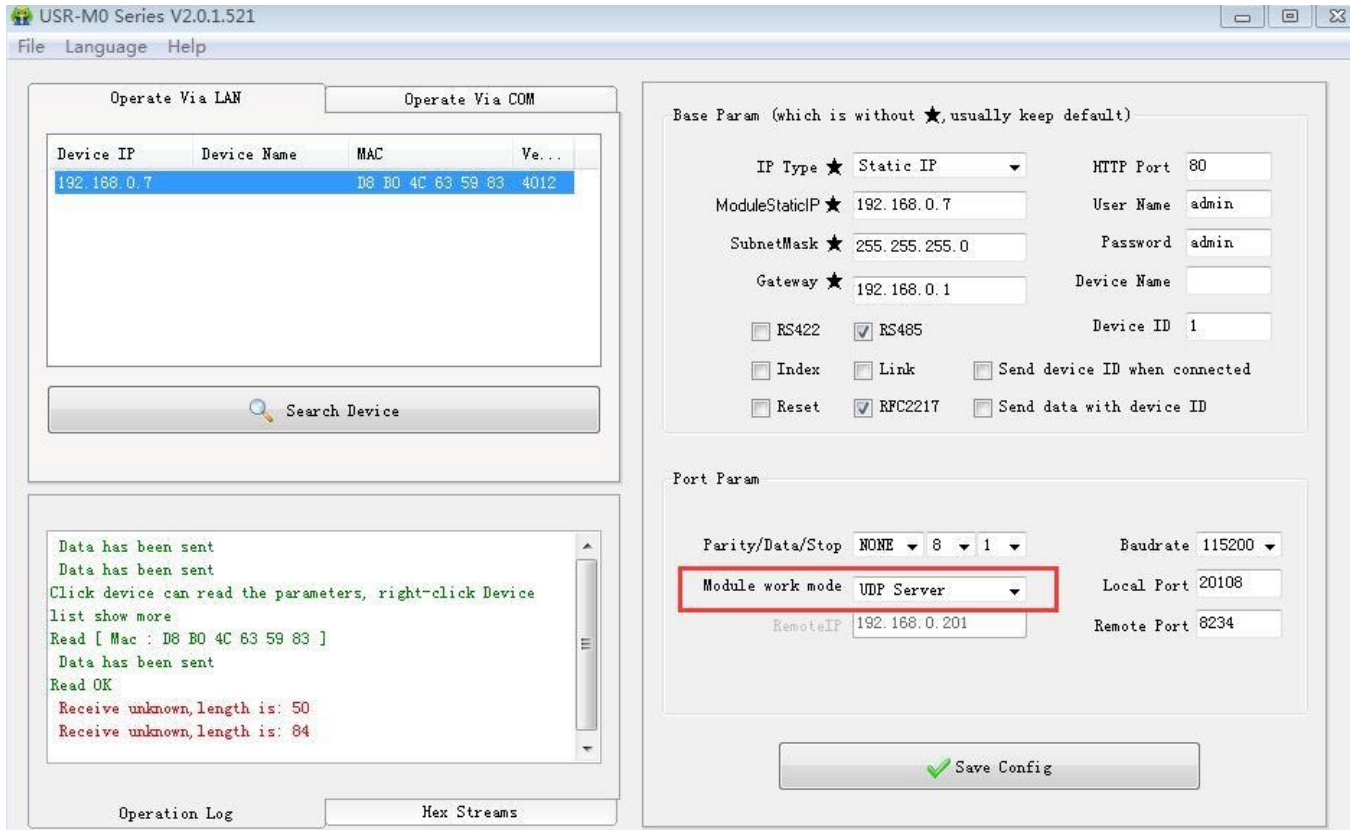 USR-M0 Series V2.0.1.521
File Language Help
Operate Via LAN
Operate Via COM
Device IP Device Name MAC Ve...
192.168.0.7 D8 B0 4C 63 59 83 4012
Search Device
Data has been sent
Data has been sent
Click device can read the parameters, right-click Device
list show more
Read [ Mac : D8 B0 4C 63 59 83 ]
Data has been sent
Read OK
Receive unknown,length is: 50
Receive unknown,length is: 84
Operation Log
Hex Streams
Base Param (which is without ★,usually keep default)
IP Type ★ Static IP HTTP Port 80
ModuleStaticIP ★ 192.168.0.7 User Name admin
SubnetMask ★ 255.255.255.0 Password admin
Gateway ★ 192.168.0.1 Device Name
RS422 RS485 Device ID 1
Index Link Send device ID when connected
Reset RFC2217 Send data with device ID
Port Param
Parity/Data/Stop NONE 8 1 Baudrate 115200
Module work mode UDP Server Local Port 20108
RemoteIP 192.168.0.201 Remote Port 8234
Save Config